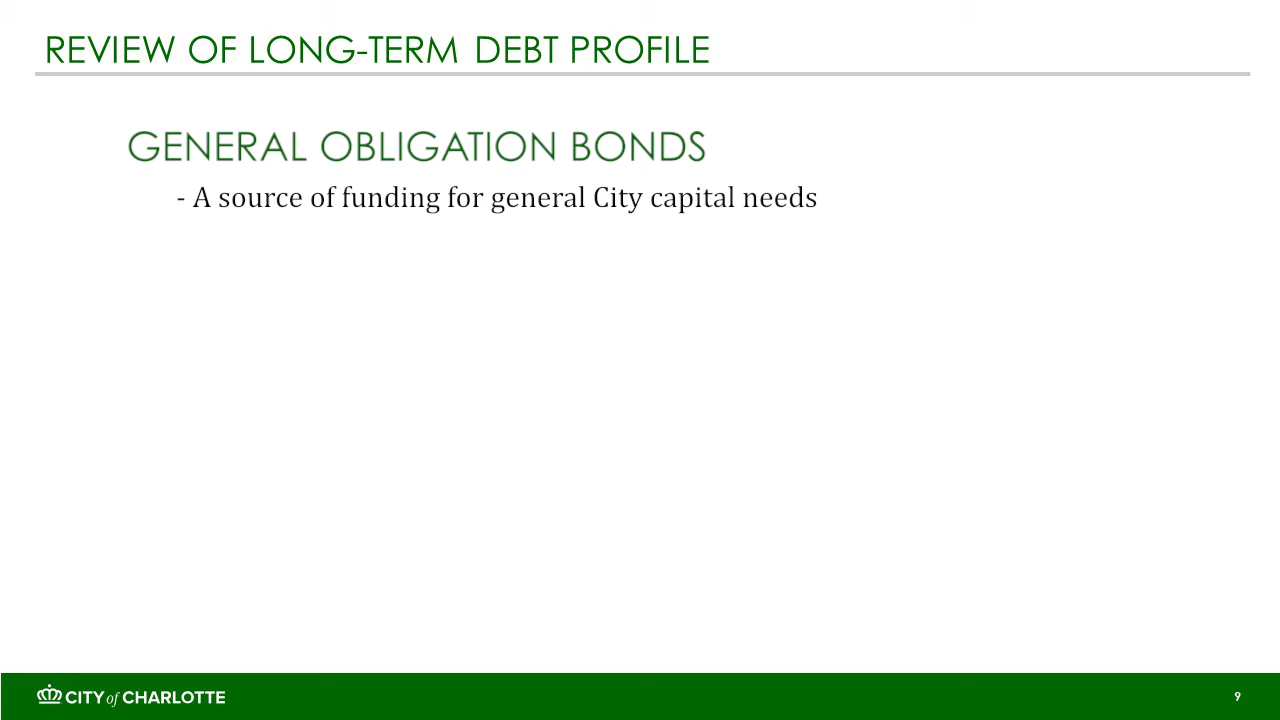 REVIEW OF LONG-TERM DEBT PROFILE
GENERAL OBLIGATION BONDS
- A source of funding for general City capital needs
CITY of CHARLOTTE
9